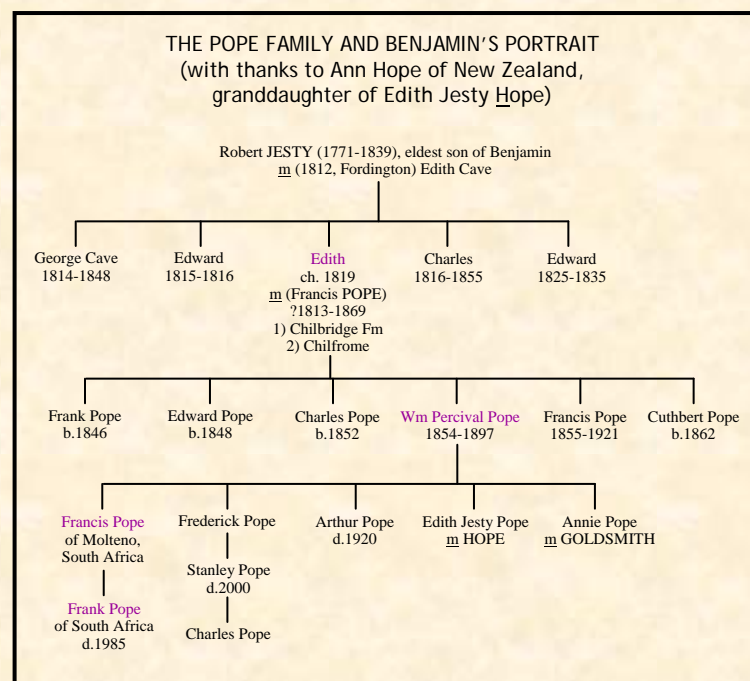 THE POPE FAMILY AND BENJAMIN'S PORTRAIT
(with thanks to Ann Hope of New Zealand,
granddaughter of Edith Jesty Hope)
Robert JESTY (1771-1839), eldest son of Benjamin
m (1812, Fordington) Edith Cave
George Cave
1814-1848
Edward
1815-1816
Edith
ch. 1819
m (Francis POPE)
?1813-1869
1) Chilbridge Fm
2) Chilfrome
Charles
1816-1855
Edward
1825-1835
Frank Pope
b.1846
Edward Pope
b.1848
Charles Pope
b.1852
Wm Percival Pope
1854-1897
Francis Pope
1855-1921
Cuthbert Pope
b.1862
Francis Pope
of Molteno,
South Africa
Frederick Pope
Arthur Pope
d.1920
Edith Jesty Pope
m HOPE
Annie Pope
m GOLDSMITH
Stanley Pope
d.2000
Frank Pope
of South Africa
d.1985
Charles Pope